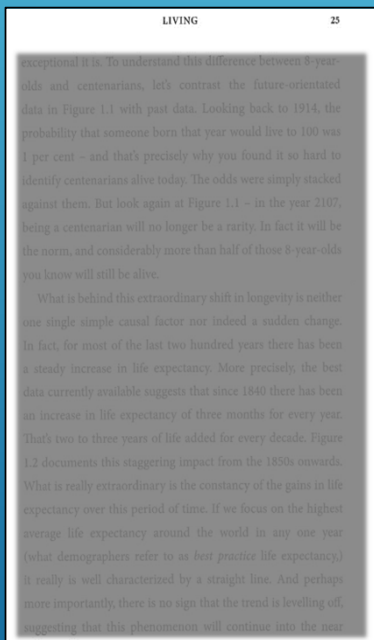 LIVING 25
exceptional it is. To understand this difference between 8-year-
olds and centenarians, let's contrast the future-orientated
data in Figure 1.1 with past data. Looking back to 1914, the
probability that someone born that year would live to 100 was
1 per cent – and that's precisely why you found it so hard to
identify centenarians alive today. The odds were simply stacked
against them. But look again at Figure 1.1 – in the year 2107,
being a centenarian will no longer be a rarity. In fact it will be
the norm, and considerably more than half of those 8-year-olds
you know will still be alive.
What is behind this extraordinary shift in longevity is neither
one single simple causal factor nor indeed a sudden change.
In fact, for most of the last two hundred years there has been
a steady increase in life expectancy. More precisely, the best
data currently available suggests that since 1840 there has been
an increase in life expectancy of three months for every year.
That's two to three years of life added for every decade. Figure
1.2 documents this staggering impact from the 1850s onwards.
What is really extraordinary is the constancy of the gains in life
expectancy over this period of time. If we focus on the highest
average life expectancy around the world in any one year
(what demographers refer to as best practice life expectancy,)
it really is well characterized by a straight line. And perhaps
more importantly, there is no sign that the trend is levelling off,
suggesting that this phenomenon will continue into the near